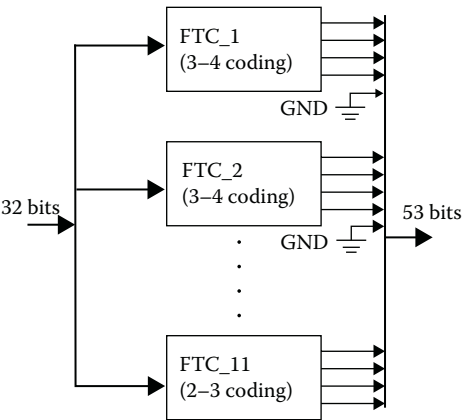 FTC_1
(3–4 coding)
GND
FTC_2
(3–4 coding)
32 bits
53 bits
GND
FTC_11
(2–3 coding)